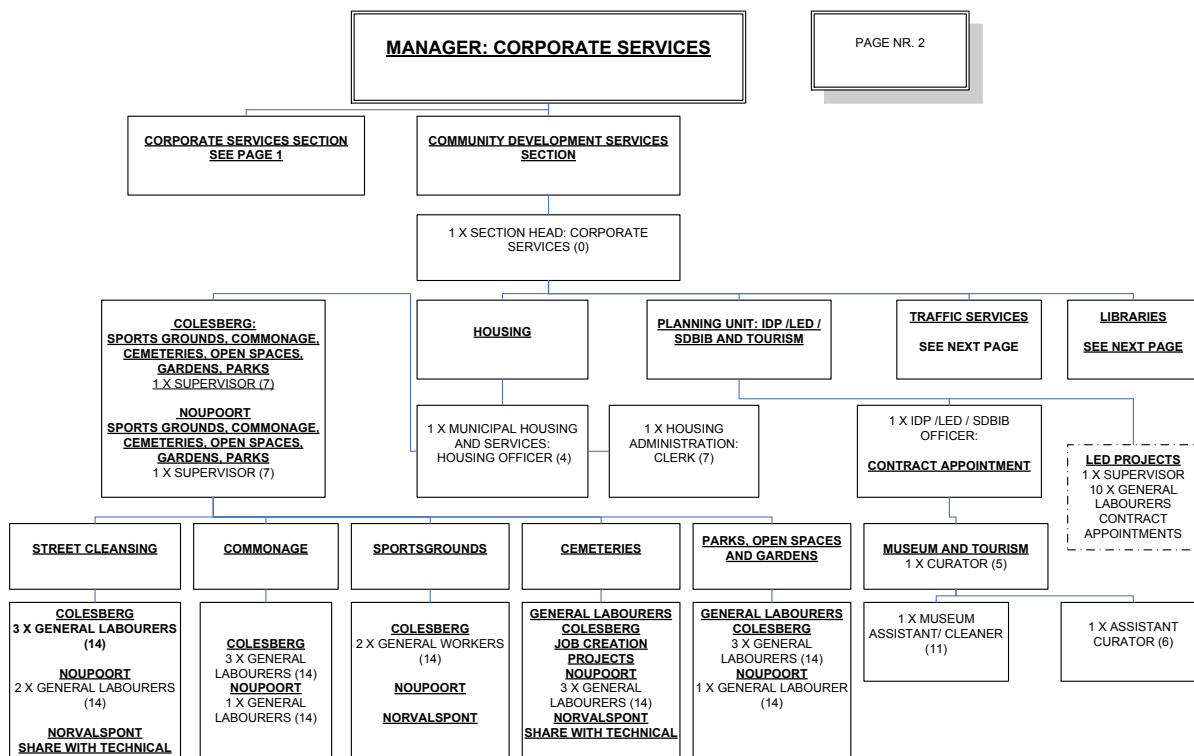 MANAGER: CORPORATE SERVICES
PAGE NR. 2
CORPORATE SERVICES SECTION
SEE PAGE 1
COMMUNITY DEVELOPMENT SERVICES
SECTION
1 X SECTION HEAD: CORPORATE
SERVICES (0)
COLESBERG:
SPORTS GROUNDS, COMMONAGE,
CEMETERIES, OPEN SPACES,
GARDENS, PARKS
1 X SUPERVISOR (7)
NOUPOORT
SPORTS GROUNDS, COMMONAGE,
CEMETERIES, OPEN SPACES,
GARDENS, PARKS
1 X SUPERVISOR (7)
HOUSING
PLANNING UNIT: IDP /LED /
SDBIB AND TOURISM
TRAFFIC SERVICES
SEE NEXT PAGE
LIBRARIES
SEE NEXT PAGE
1 X MUNICIPAL HOUSING
AND SERVICES:
HOUSING OFFICER (4)
1 X HOUSING
ADMINISTRATION:
CLERK (7)
1 X IDP /LED / SDBIB
OFFICER:
CONTRACT APPOINTMENT
LED PROJECTS
1 X SUPERVISOR
10 X GENERAL
LABOURERS
CONTRACT
APPOINTMENTS
STREET CLEANSING
COMMONAGE
SPORTSGROUNDS
CEMETERIES
PARKS, OPEN SPACES
AND GARDENS
MUSEUM AND TOURISM
1 X CURATOR (5)
COLESBERG
3 X GENERAL LABOURERS
(14)
NOUPOORT
2 X GENERAL LABOURERS
(14)
NORVALSPONT
SHARE WITH TECHNICAL
COLESBERG
3 X GENERAL
LABOURERS (14)
NOUPOORT
1 X GENERAL
LABOURERS (14)
COLESBERG
2 X GENERAL WORKERS
(14)
NOUPOORT
NORVALSPONT
GENERAL LABOURERS
COLESBERG
JOB CREATION
PROJECTS
NOUPOORT
3 X GENERAL
LABOURERS (14)
NORVALSPONT
SHARE WITH TECHNICAL
GENERAL LABOURERS
COLESBERG
3 X GENERAL
LABOURERS (14)
NOUPOORT
1 X GENERAL LABOURER
(14)
1 X MUSEUM
ASSISTANT/ CLEANER
(11)
1 X ASSISTANT
CURATOR (6)